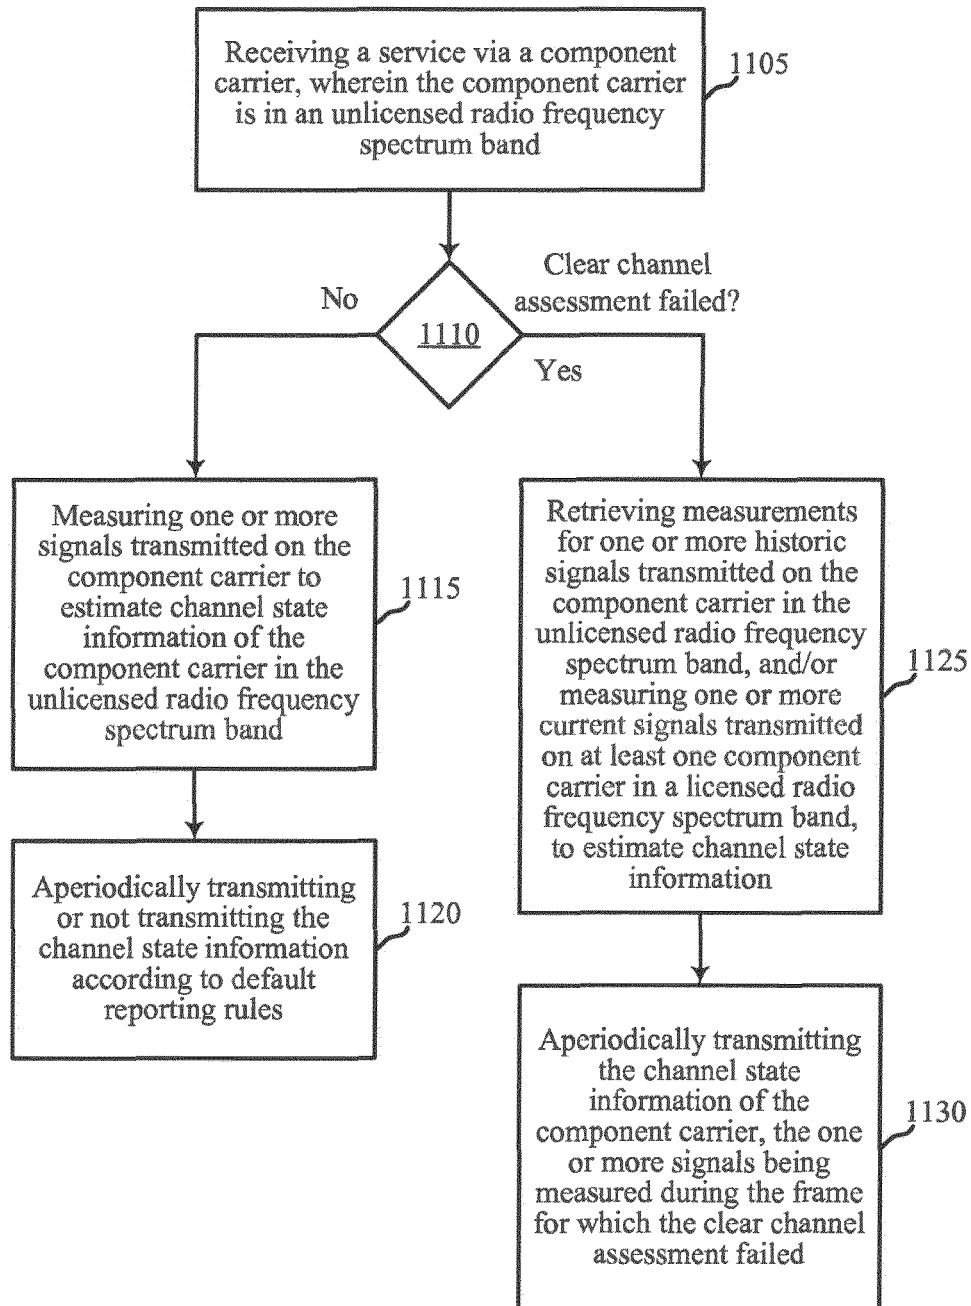 Receiving a service via a component
carrier, wherein the component carrier
is in an unlicensed radio frequency
spectrum band
1105
Clear channel
assessment failed?
No
1110
Yes
Measuring one or more
signals transmitted on the
component carrier to
estimate channel state
information of the
component carrier in the
unlicensed radio frequency
spectrum band
1115
Retrieving measurements
for one or more historic
signals transmitted on the
component carrier in the
unlicensed radio frequency
spectrum band, and/or
measuring one or more
current signals transmitted
on at least one component
carrier in a licensed radio
frequency spectrum band,
to estimate channel state
information
1125
Aperiodically transmitting
or not transmitting the
channel state information
according to default
reporting rules
1120
Aperiodically transmitting
the channel state
information of the
component carrier, the one
or more signals being
measured during the frame
for which the clear channel
assessment failed
1130